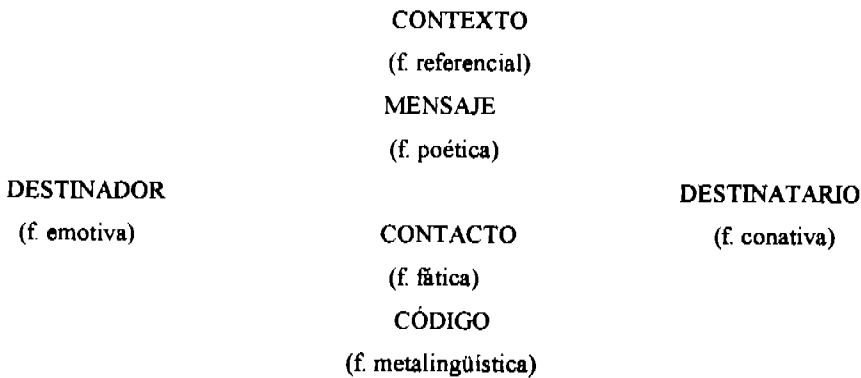 CONTEXTO
(f. referencial)
MENSAJE
(f. poética)
DESTINADOR
DESTINATARIO
(f. emotiva)
CONTACTO
(f. conativa)
(f. fática)
CÓDIGO
(f. metalingüística)